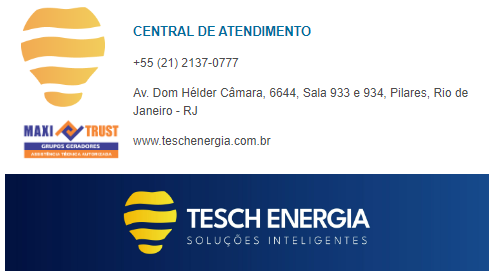 CENTRAL DE ATENDIMENTO
+55 (21) 2137-0777
Av. Dom Hélder Câmara, 6644, Sala 933 e 934, Pilares, Rio de
Janeiro - RJ
www.teschenergia.com.br
MAXI TRUST
GRUPOS GERADORES
ASSISTÊNCIA TÉCNICA AUTORIZADA
TESCH ENERGIA
SOLUÇÕES INTELIGENTES